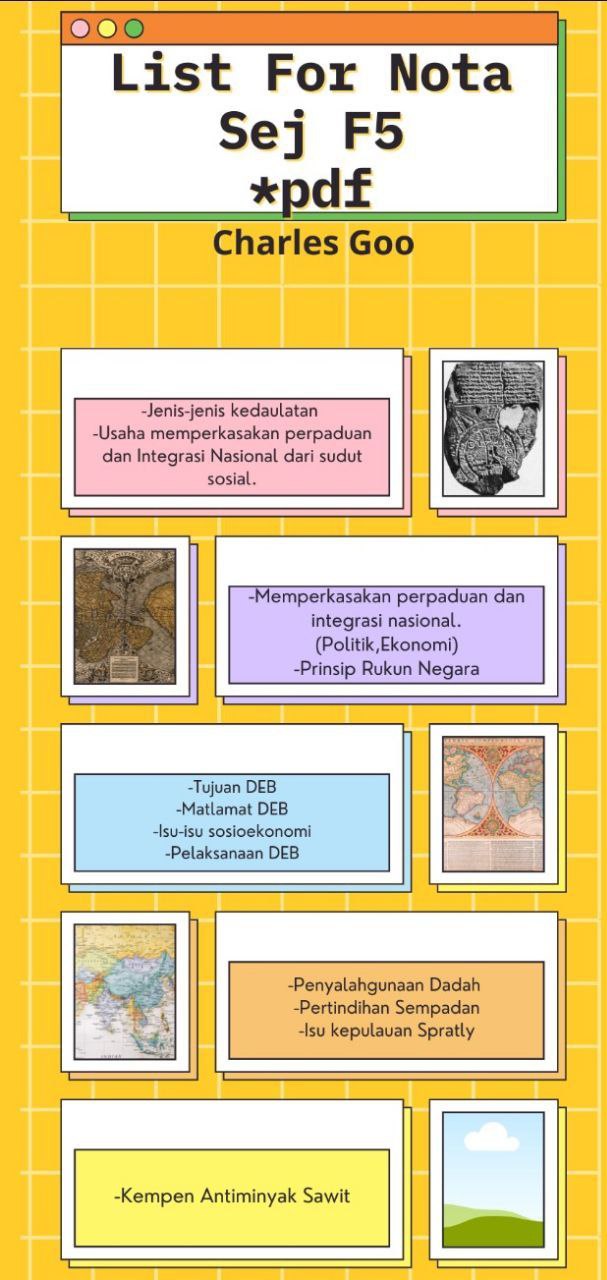 List For Nota
Sej F5
*pdf
Charles Goo
-Jenis-jenis kedaulatan
-Usaha memperkasakan perpaduan
dan Integrasi Nasional dari sudut
sosial.
-Memperkasakan perpaduan dan
integrasi nasional.
(Politik,Ekonomi)
-Prinsip Rukun Negara
-Tujuan DEB
-Matlamat DEB
-Isu-isu sosioekonomi
-Pelaksanaan DEB
-Penyalahgunaan Dadah
-Pertindihan Sempadan
-Isu kepulauan Spratly
-Kempen Antiminyak Sawit